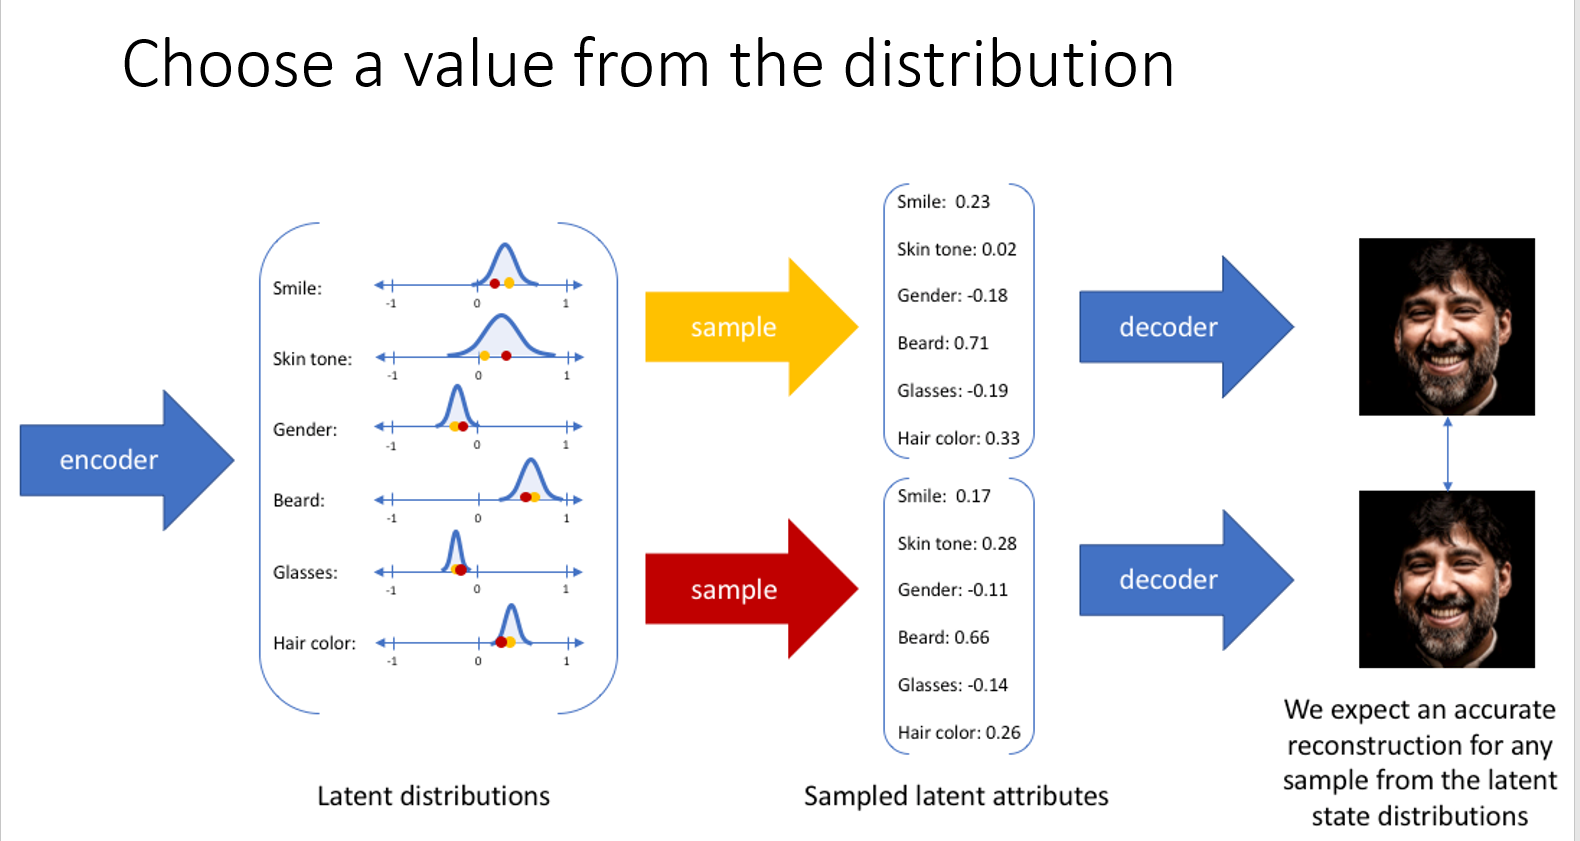 Choose a value from the distribution
encoder
Smile:
-1 0 1
Skin tone:
-1 0 1
Gender:
-1 0 1
Beard:
-1 0 1
Glasses:
-1 0 1
Hair color:
-1 0 1
Latent distributions
sample
sample
Smile: 0.23
Skin tone: 0.02
Gender: -0.18
Beard: 0.71
Glasses: -0.19
Hair color: 0.33
Smile: 0.17
Skin tone: 0.28
Gender: -0.11
Beard: 0.66
Glasses: -0.14
Hair color: 0.26
Sampled latent attributes
decoder
decoder
We expect an accurate
reconstruction for any
sample from the latent
state distributions